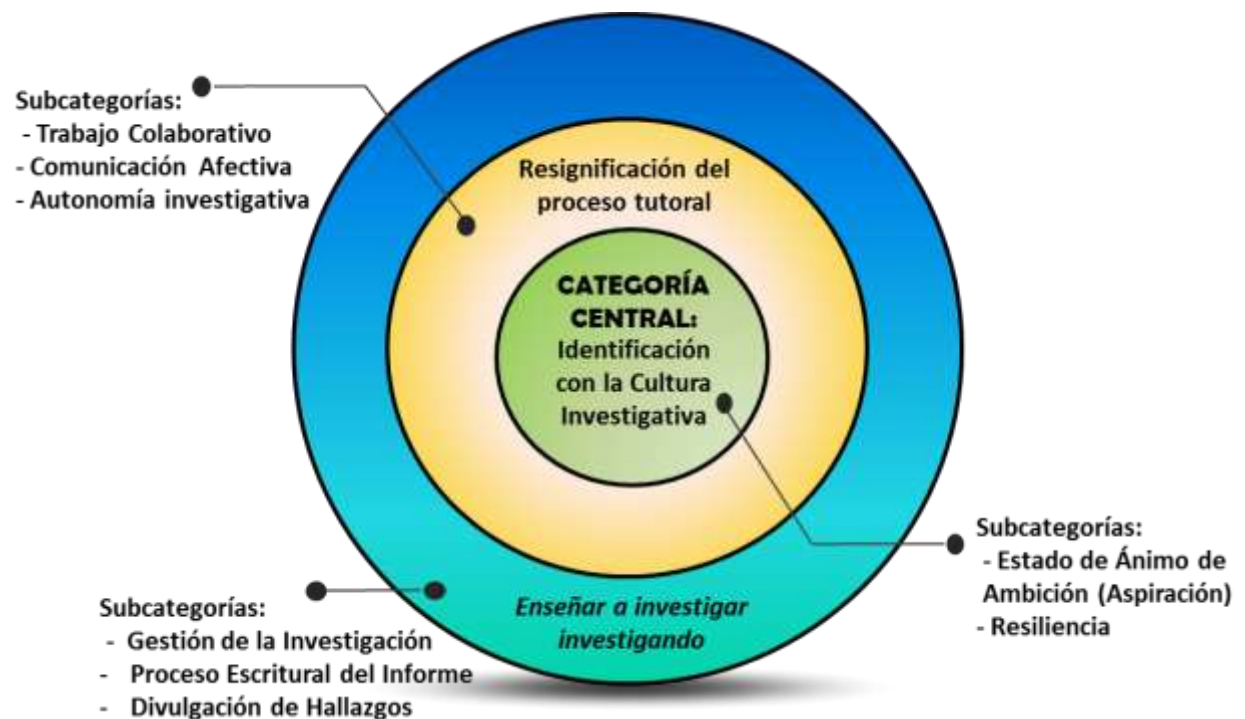 Subcategorías:
- Trabajo Colaborativo
- Comunicación Afectiva
- Autonomía investigativa
Resignificación del
proceso tutoral
CATEGORÍA
CENTRAL:
Identificación
con la Cultura
Investigativa
Subcategorías:
- Estado de Ánimo de
Ambición (Aspiración)
- Resiliencia
Subcategorías:
- Gestión de la Investigación
- Proceso Escritural del Informe
- Divulgación de Hallazgos
Enseñar a investigar
investigando